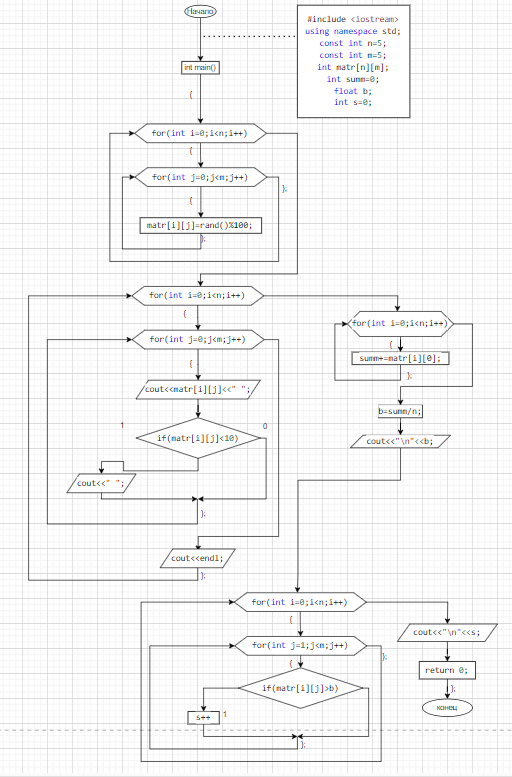 Начало
#include <iostream>
using namespace std;
const int n=5;
const int m=5;
int matr[n][m];
int summ=0;
float b;
int s=0;
int main()
{
for(int i=0;i<n;i++)
{
for(int j=0;j<m;j++)
};
{
matr[i][j]=rand()%100;
};
for(int i=0;i<n;i++)
{
for(int j=0;j<m;j++)
{
cout<<matr[i][j]<<" ";
1
0
if(matr[i][j]<10)
cout<<" ";
};
cout<<endl;
};
for(int i=0;i<n;i++)
{
summ+=matr[i][0];
};
b=summ/n;
cout<<"\n"<<b;
for(int i=0;i<n;i++)
{
for(int j=1;j<m;j++)
};
{
if(matr[i][j]>b)
s++
1
};
cout<<"\n"<<s;
return 0;
};
конец